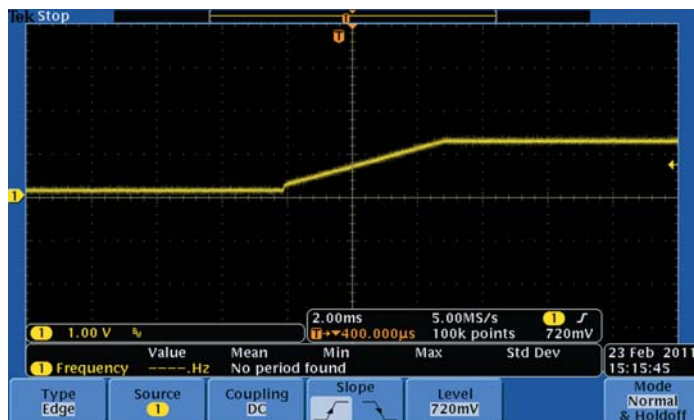 Tek Stop
T
T
1
2.00ms 5.00MS/s 1
T→▼400.000µs 100k points 720mV
1 1.00 V
Value Mean Min Max Std Dev
1 Frequency ----.Hz No period found
23 Feb 2011
15:15:45
Type
Edge
Source
1
Coupling
DC
Slope
Level
720mV
Mode
Normal
& Holdoff